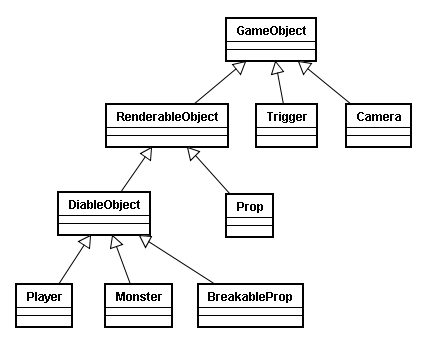 GameObject
RenderableObject
Trigger
Camera
DiableObject
Prop
Player
Monster
BreakableProp